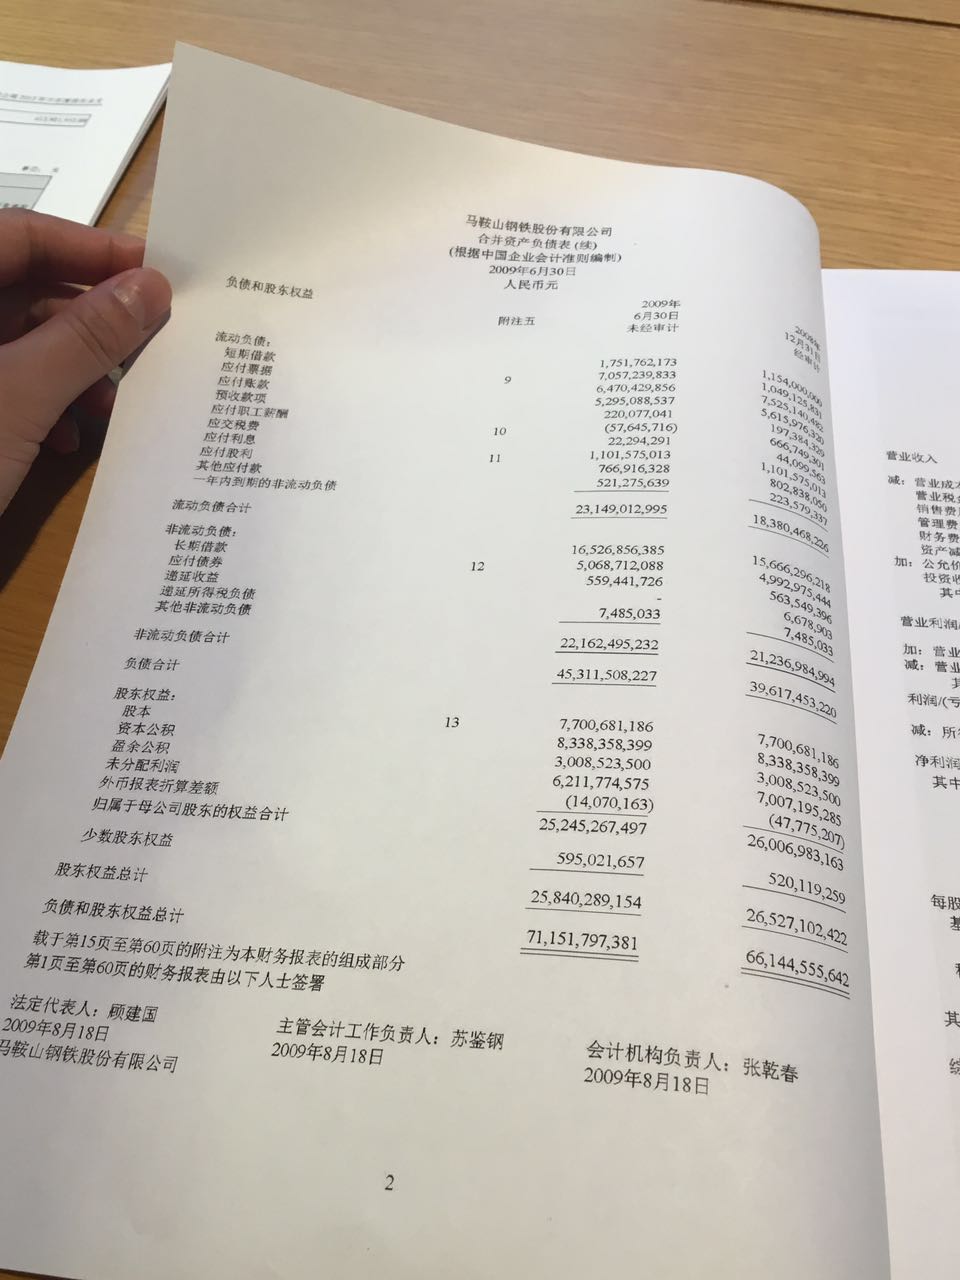 马鞍山钢铁股份有限公司
合并资产负债表（续）
（根据中国企业会计准则编制）
2009年6月30日
人民币元
负债和股东权益 附注五 2009年6月30日未经审计 2008年12月31日经审计
流动负债：
短期借款 1,751,762,173 1,154,000,000
应付票据 9 7,057,239,833 1,049,125,831
应付账款 6,470,429,856 7,525,140,482
预收款项 5,295,088,537 5,615,976,320
应付职工薪酬 220,077,041 197,384,329
应交税费 10 (57,645,716) 666,749,301
应付利息 22,294,291 44,099,563
应付股利 11 1,101,575,013 1,101,575,013
其他应付款 766,916,328 802,838,050
一年内到期的非流动负债 521,275,639 223,579,337
流动负债合计 23,149,012,995 18,380,468,226
非流动负债：
长期借款 16,526,856,385 15,666,296,218
应付债券 12 5,068,712,088 4,992,975,444
递延收益 559,441,726 563,549,396
递延所得税负债 - 6,678,903
其他非流动负债 7,485,033 7,485,033
非流动负债合计 22,162,495,232 21,236,984,994
负债合计 45,311,508,227 39,617,453,220
股东权益：
股本 13 7,700,681,186 7,700,681,186
资本公积 8,338,358,399 8,338,358,399
盈余公积 3,008,523,500 3,008,523,500
未分配利润 6,211,774,575 7,007,195,285
外币报表折算差额 (14,070,163) (47,775,207)
归属于母公司股东的权益合计 25,245,267,497 26,006,983,163
少数股东权益 595,021,657 520,119,259
股东权益总计 25,840,289,154 26,527,102,422
负债和股东权益总计 71,151,797,381 66,144,555,642
载于第15页至第60页的附注为本财务报表的组成部分
第1页至第60页的财务报表由以下人士签署
法定代表人：顾建国 主管会计工作负责人：苏鉴钢 会计机构负责人：张乾春
2009年8月18日 2009年8月18日 2009年8月18日
马鞍山钢铁股份有限公司
2
营业收入
减：营业成本
营业税金
销售费用
管理费
财务费
资产减
加：公允价
投资收
其中
营业利润/
加：营业
减：营业
其
利润/(亏
减：所得
净利润
其中
每股
基
其
综